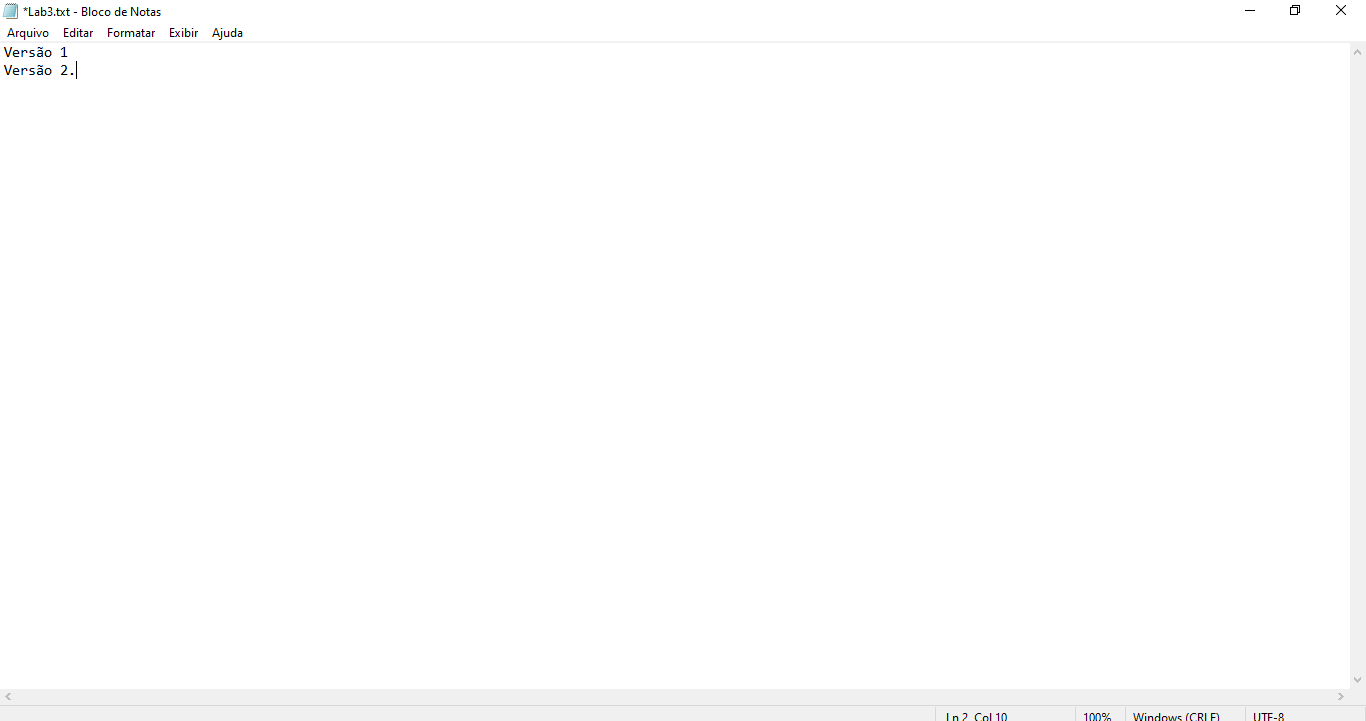 *Lab3.txt - Bloco de Notas
Arquivo Editar Formatar Exibir Ajuda
Versão 1
Versão 2.
Ln 2, Col 10 100% Windows (CRLF) UTF-8